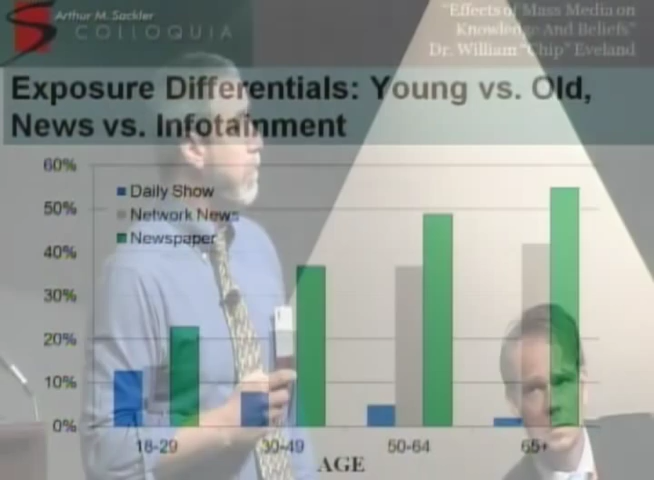 Arthur M. Sackler
COLLOQUIA
"Effects of Mass Media on
Knowledge And Beliefs"
Dr. William "Chip" Eveland
Exposure Differentials: Young vs. Old,
News vs. Infotainment
60%
50%
40%
30%
20%
10%
0%
Daily Show
Network News
Newspaper
18-29
30-49
50-64
65+
AGE